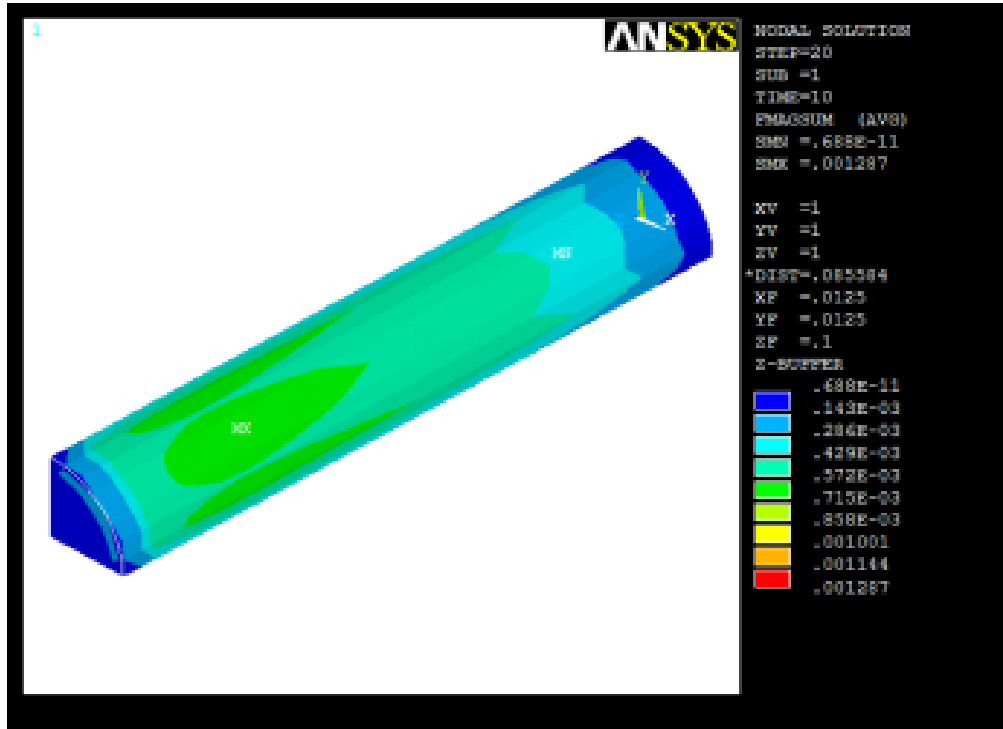 1
ANSYS
NODAL SOLUTION
STEP=20
SUB =1
TIME=10
FMAGSUM (AVG)
SMN =.688E-11
SMX =.001287
XV =1
YV =1
ZV =1
*DIST=.085584
XF =.0125
YF =.0125
ZF =.1
Z-BUFFER
.688E-11
.143E-03
.286E-03
.429E-03
.572E-03
.715E-03
.858E-03
.001001
.001144
.001287
Y
X
MN
MX